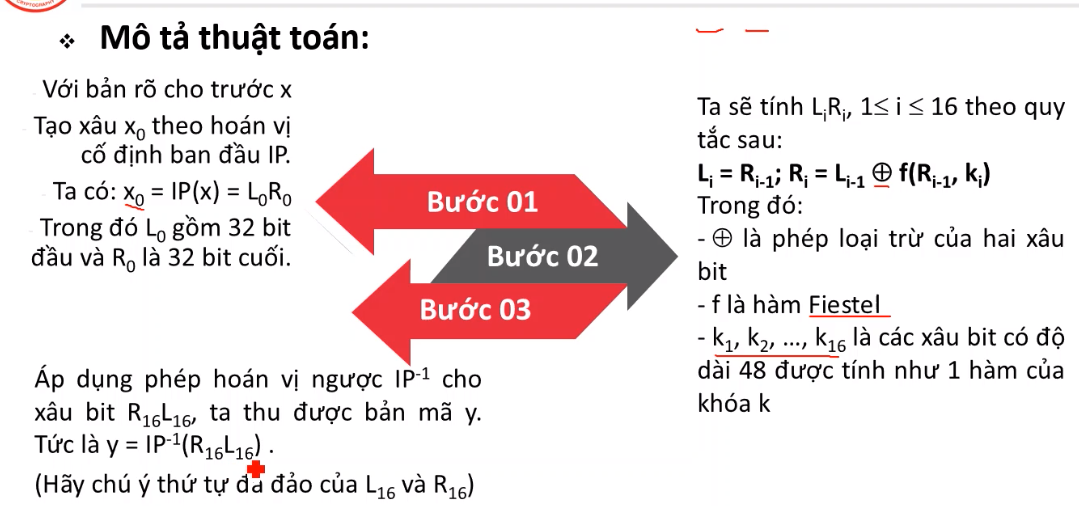 CRYPTOGRAPHY
❖ Mô tả thuật toán:
Với bản rõ cho trước x
Tạo xâu x₀ theo hoán vị
cố định ban đầu IP.
Ta có: x₀ = IP(x) = L₀R₀
Trong đó L₀ gồm 32 bit
đầu và R₀ là 32 bit cuối.
Bước 01
Bước 02
Bước 03
Ta sẽ tính LᵢRᵢ, 1≤ i ≤ 16 theo quy
tắc sau:
Lᵢ = Rᵢ₋₁; Rᵢ = Lᵢ₋₁ ⊕ f(Rᵢ₋₁, kᵢ)
Trong đó:
- ⊕ là phép loại trừ của hai xâu
bit
- f là hàm Fiestel
- k₁, k₂, ..., k₁₆ là các xâu bit có độ
dài 48 được tính như 1 hàm của
khóa k
Áp dụng phép hoán vị ngược IP⁻¹ cho
xâu bit R₁₆L₁₆, ta thu được bản mã y.
Tức là y = IP⁻¹(R₁₆L₁₆) .
(Hãy chú ý thứ tự đã đảo của L₁₆ và R₁₆)